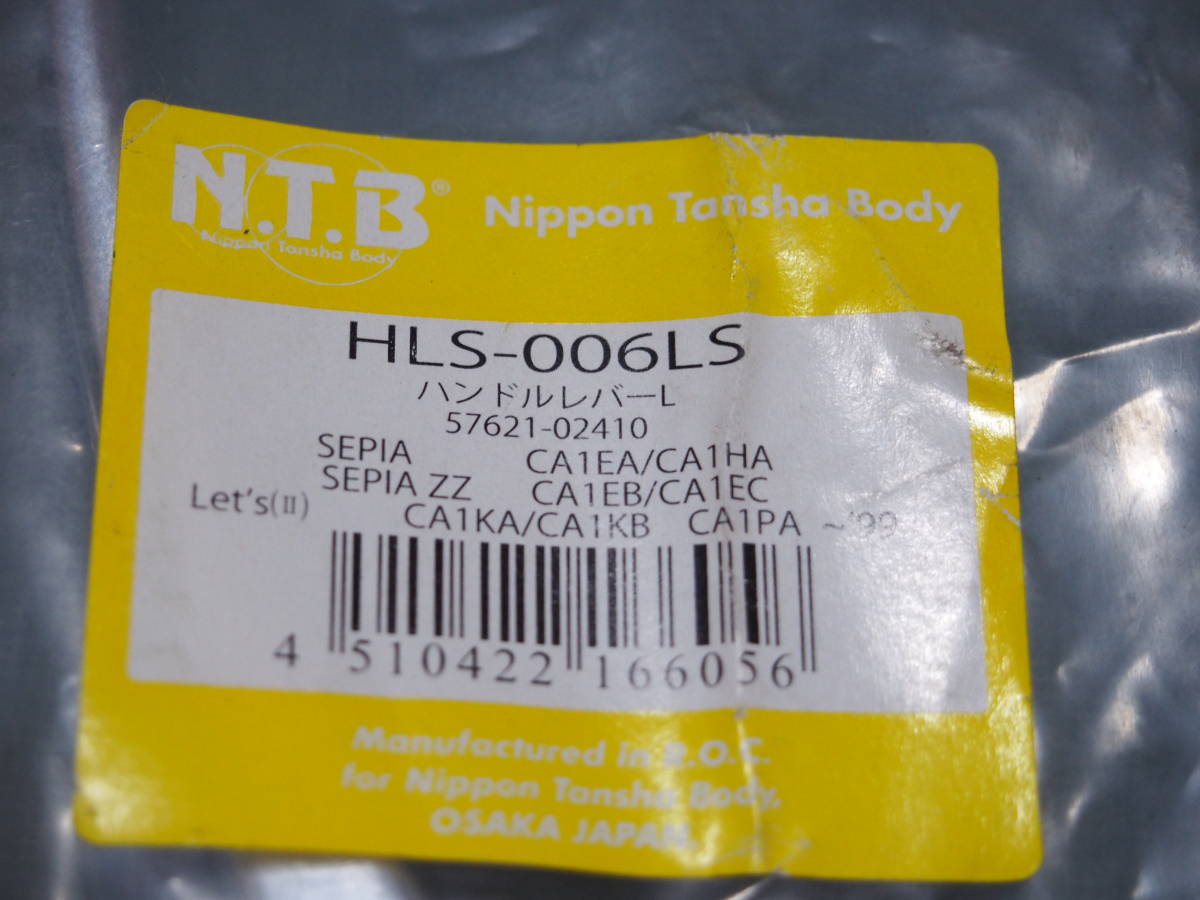 N.T.B®
Nippon Tansha Body
Nippon Tansha Body
HLS-006LS
ハンドルレバーL
57621-02410
SEPIA CA1EA/CA1HA
SEPIA ZZ CA1EB/CA1EC
Let's(II) CA1KA/CA1KB CA1PA ~'99
4 510422 166056
Manufactured in R.O.C.
for Nippon Tansha Body,
OSAKA JAPAN.